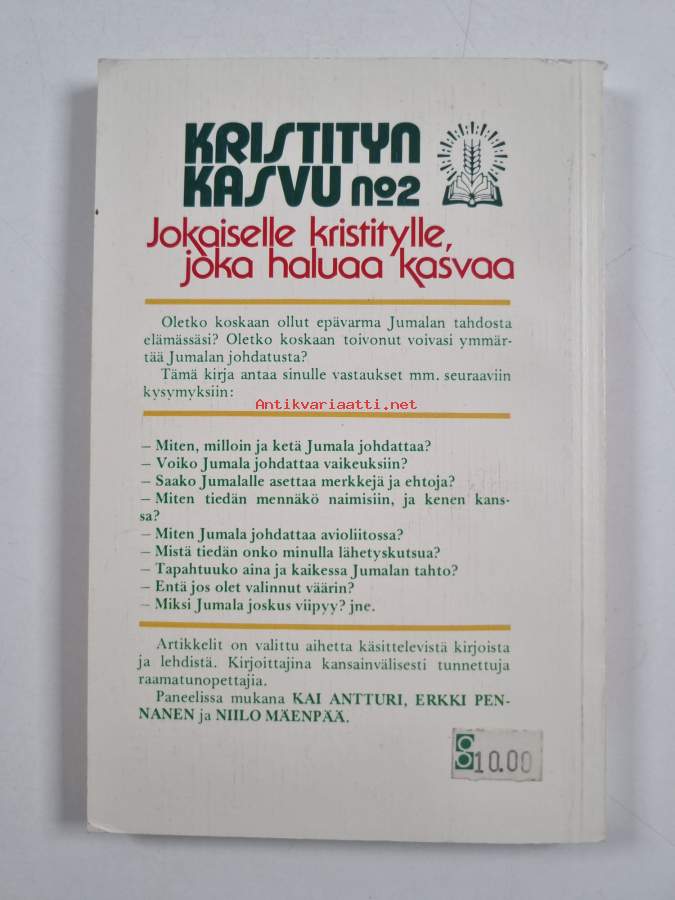 KRISTITYN
KASVU No2
Jokaiselle kristitylle,
joka haluaa kasvaa
Oletko koskaan ollut epävarma Jumalan tahdosta
elämässäsi? Oletko koskaan toivonut voivasi ymmär-
tää Jumalan johdatusta?
Tämä kirja antaa sinulle vastaukset mm. seuraaviin
kysymyksiin:
Antikvariaatti.net
– Miten, milloin ja ketä Jumala johdattaa?
– Voiko Jumala johdattaa vaikeuksiin?
– Saako Jumalalle asettaa merkkejä ja ehtoja?
– Miten tiedän mennäkö naimisiin, ja kenen kans-
sa?
– Miten Jumala johdattaa avioliitossa?
– Mistä tiedän onko minulla lähetyskutsua?
– Tapahtuuko aina ja kaikessa Jumalan tahto?
– Entä jos olet valinnut väärin?
– Miksi Jumala joskus viipyy? jne.
Artikkelit on valittu aihetta käsittelevistä kirjoista
ja lehdistä. Kirjoittajina kansainvälisesti tunnettuja
raamatunopettajia.
Paneelissa mukana KAI ANTTURI, ERKKI PEN-
NANEN ja NIILO MÄENPÄÄ.
10.00